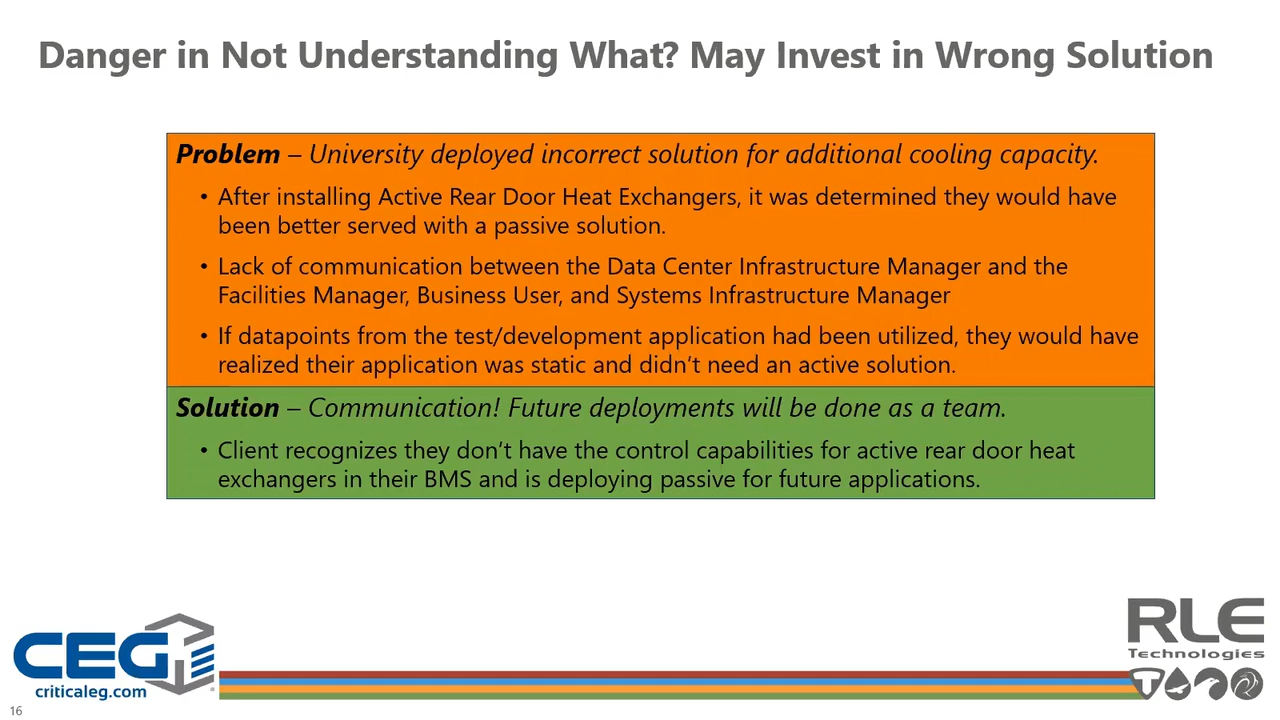 Danger in Not Understanding What? May Invest in Wrong Solution
Problem – University deployed incorrect solution for additional cooling capacity.
• After installing Active Rear Door Heat Exchangers, it was determined they would have
been better served with a passive solution.
• Lack of communication between the Data Center Infrastructure Manager and the
Facilities Manager, Business User, and Systems Infrastructure Manager
• If datapoints from the test/development application had been utilized, they would have
realized their application was static and didn’t need an active solution.
Solution – Communication! Future deployments will be done as a team.
• Client recognizes they don’t have the control capabilities for active rear door heat
exchangers in their BMS and is deploying passive for future applications.
CEG
criticaleg.com
RLE
Technologies
16